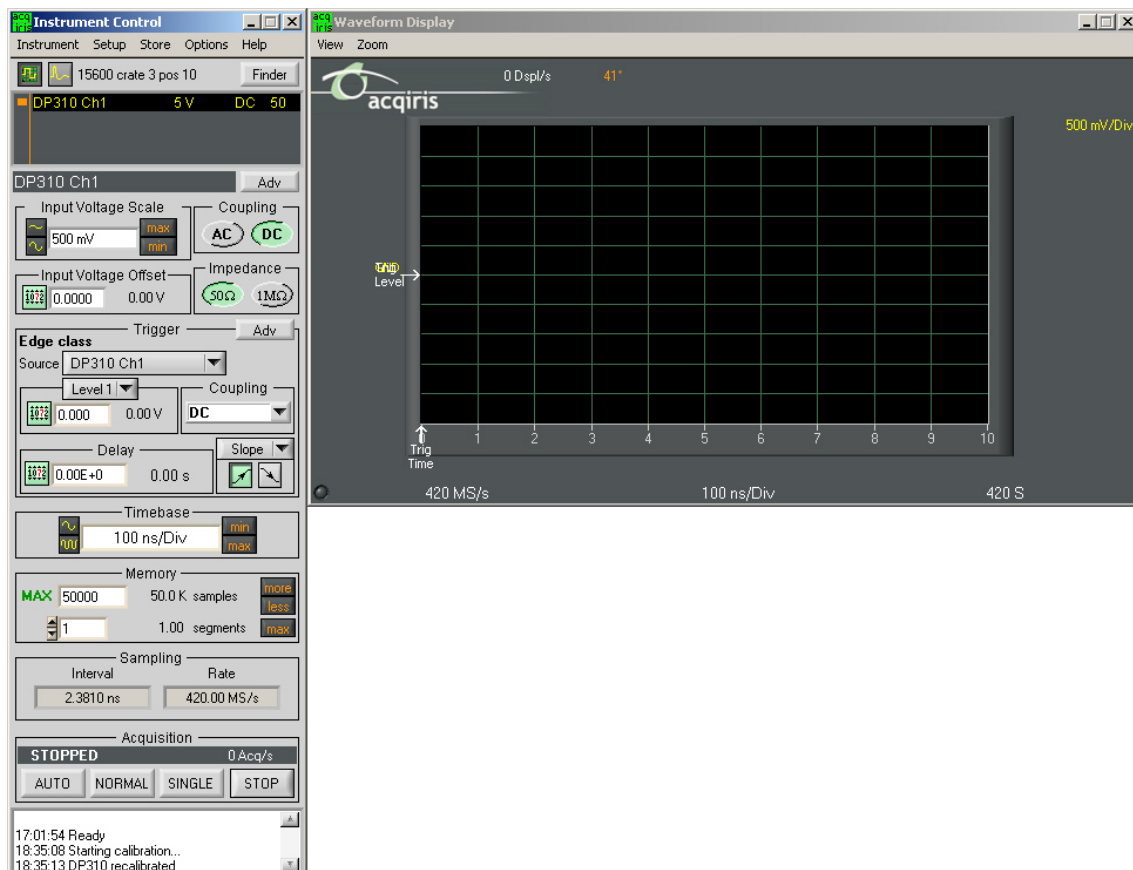 acq iris Instrument Control
Instrument Setup Store Options Help
15600 crate 3 pos 10 Finder
DP310 Ch1 5 V DC 50
DP310 Ch1 Adv
Input Voltage Scale
500 mV
max
min
Coupling
AC DC
Input Voltage Offset
0.0000 0.00 V
Impedance
50Ω 1MΩ
Trigger Adv
Edge class
Source DP310 Ch1
Level 1
0.000 0.00 V
Coupling
DC
Delay
0.00E+0 0.00 s
Slope
Timebase
100 ns/Div
min
max
Memory
MAX 50000 50.0 K samples
more
less
1 1.00 segments max
Sampling
Interval Rate
2.3810 ns 420.00 MS/s
Acquisition
STOPPED 0 Acq/s
AUTO NORMAL SINGLE STOP
17:01:54 Ready
18:35:08 Starting calibration...
18:35:13 DP310 recalibrated
acq iris Waveform Display
View Zoom
acqiris
0 Dspl/s 41°
500 mV/Div
Level
1 2 3 4 5 6 7 8 9 10
Trig
Time
420 MS/s 100 ns/Div 420 S